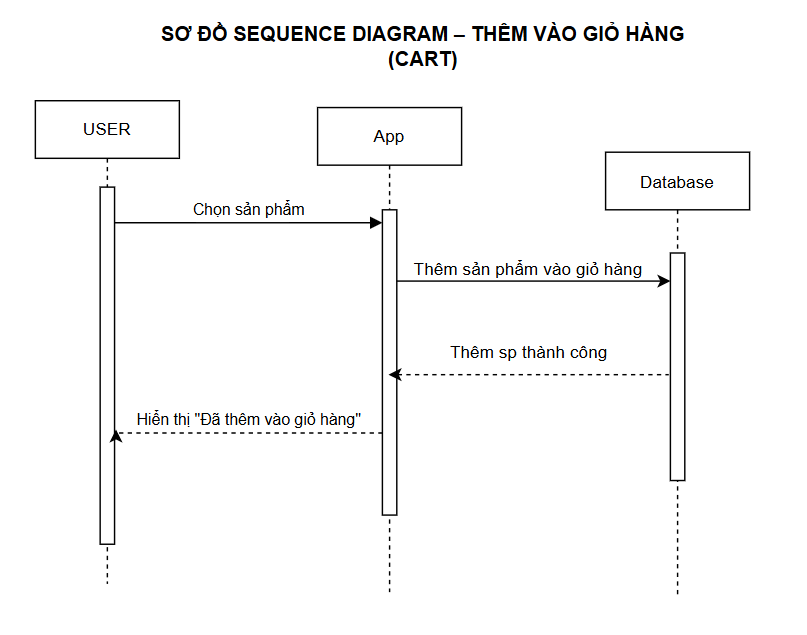 SƠ ĐỒ SEQUENCE DIAGRAM – THÊM VÀO GIỎ HÀNG
(CART)
USER
App
Database
Chọn sản phẩm
Thêm sản phẩm vào giỏ hàng
Thêm sp thành công
Hiển thị "Đã thêm vào giỏ hàng"